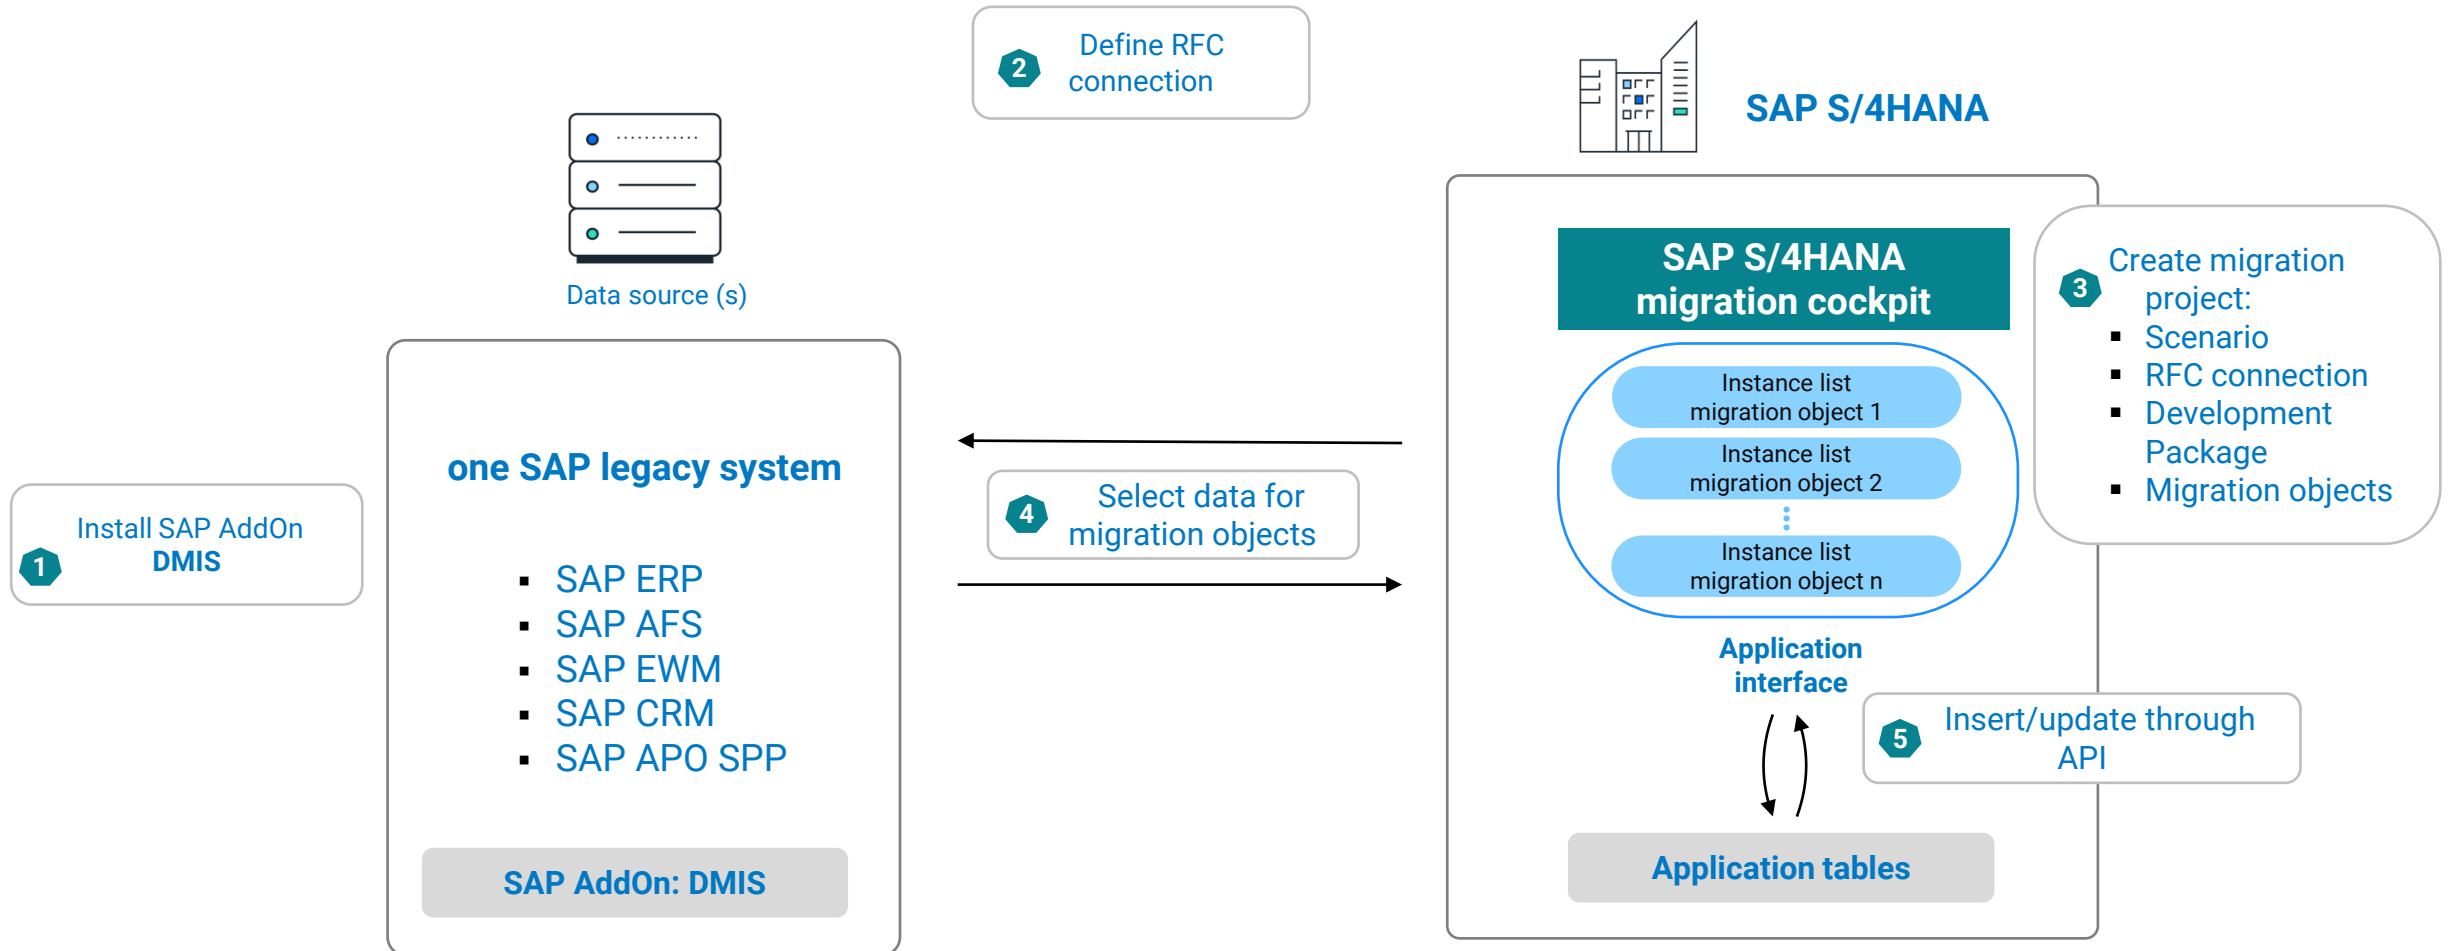 2
Define RFC
connection
SAP S/4HANA
Data source (s)
SAP S/4HANA
migration cockpit
3
Create migration
project:
▪ Scenario
▪ RFC connection
▪ Development
Package
▪ Migration objects
Instance list
migration object 1
Instance list
migration object 2
Instance list
migration object n
one SAP legacy system
1
Install SAP AddOn
DMIS
4
Select data for
migration objects
▪ SAP ERP
▪ SAP AFS
▪ SAP EWM
▪ SAP CRM
▪ SAP APO SPP
Application
interface
5
Insert/update through
API
SAP AddOn: DMIS
Application tables